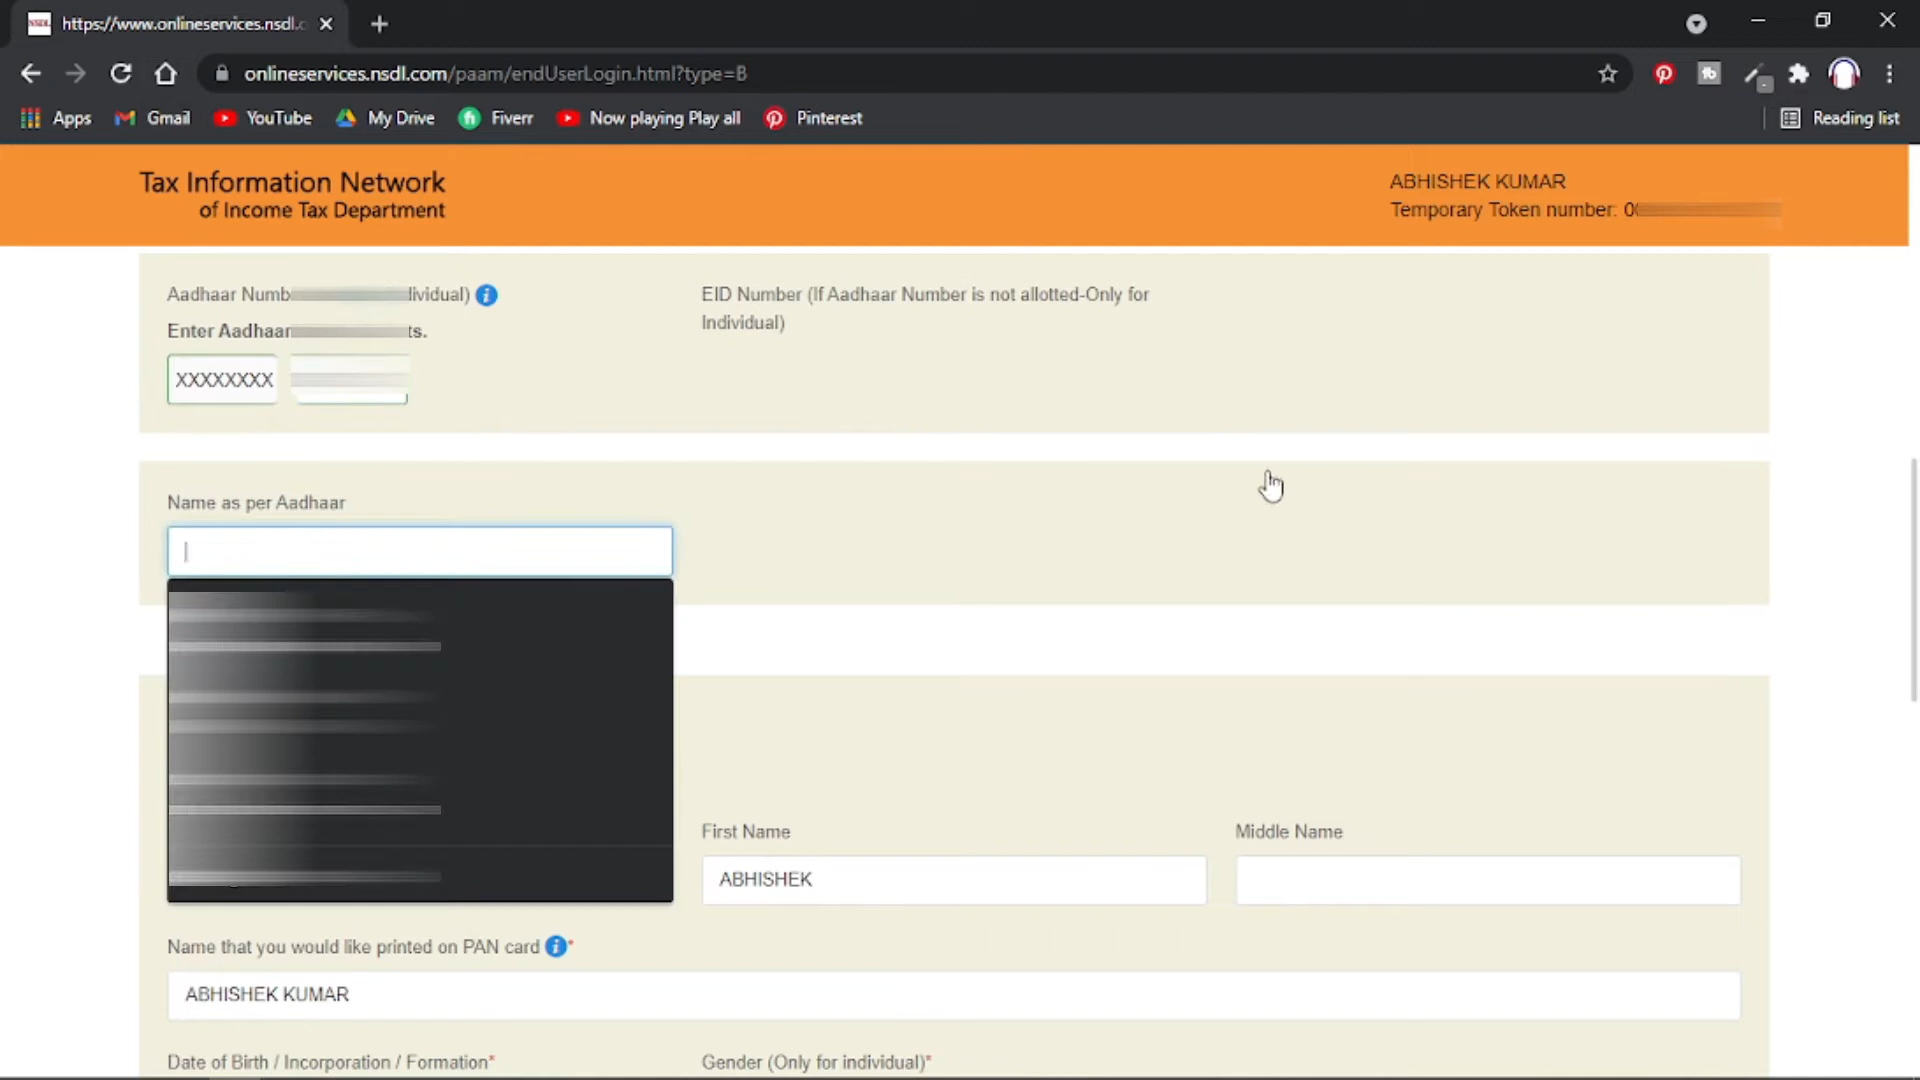 https://www.onlineservices.nsdl.c
onlineservices.nsdl.com/paam/endUserLogin.html?type=B
Apps
Gmail
YouTube
My Drive
Fiverr
Now playing Play all
Pinterest
Reading list
Tax Information Network
of Income Tax Department
ABHISHEK KUMAR
Temporary Token number: 0
Aadhaar Numb ividual)
EID Number (If Aadhaar Number is not allotted-Only for
Individual)
Enter Aadhaar ts.
XXXXXXXX
Name as per Aadhaar
First Name
Middle Name
ABHISHEK
Name that you would like printed on PAN card *
ABHISHEK KUMAR
Date of Birth / Incorporation / Formation*
Gender (Only for individual)*